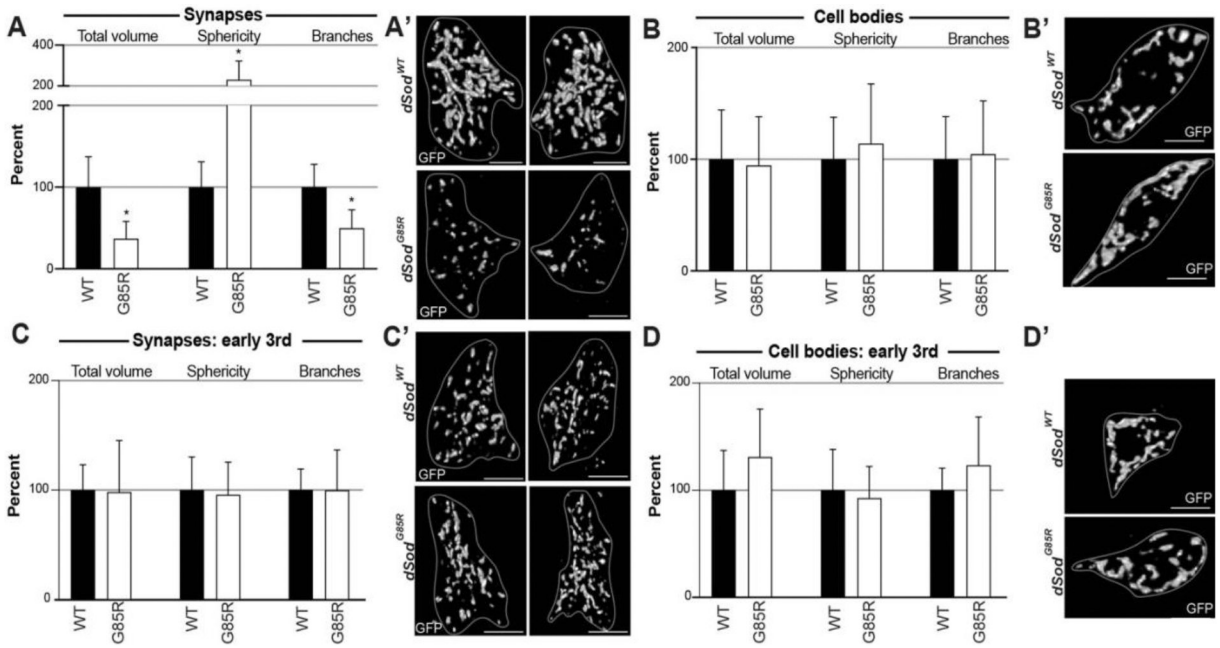 A
Synapses
Total volume Sphericity Branches
400
200
200
100
0
Percent
*
*
*
WT
G85R
WT
G85R
WT
G85R
A'
dSod^WT
GFP
dSod^G85R
GFP
B
Cell bodies
Total volume Sphericity Branches
200
100
0
Percent
WT
G85R
WT
G85R
WT
G85R
B'
dSod^WT
GFP
dSod^G85R
GFP
C
Synapses: early 3rd
Total volume Sphericity Branches
200
100
0
Percent
WT
G85R
WT
G85R
WT
G85R
C'
dSod^WT
GFP
dSod^G85R
GFP
D
Cell bodies: early 3rd
Total volume Sphericity Branches
200
100
0
Percent
WT
G85R
WT
G85R
WT
G85R
D'
dSod^WT
GFP
dSod^G85R
GFP